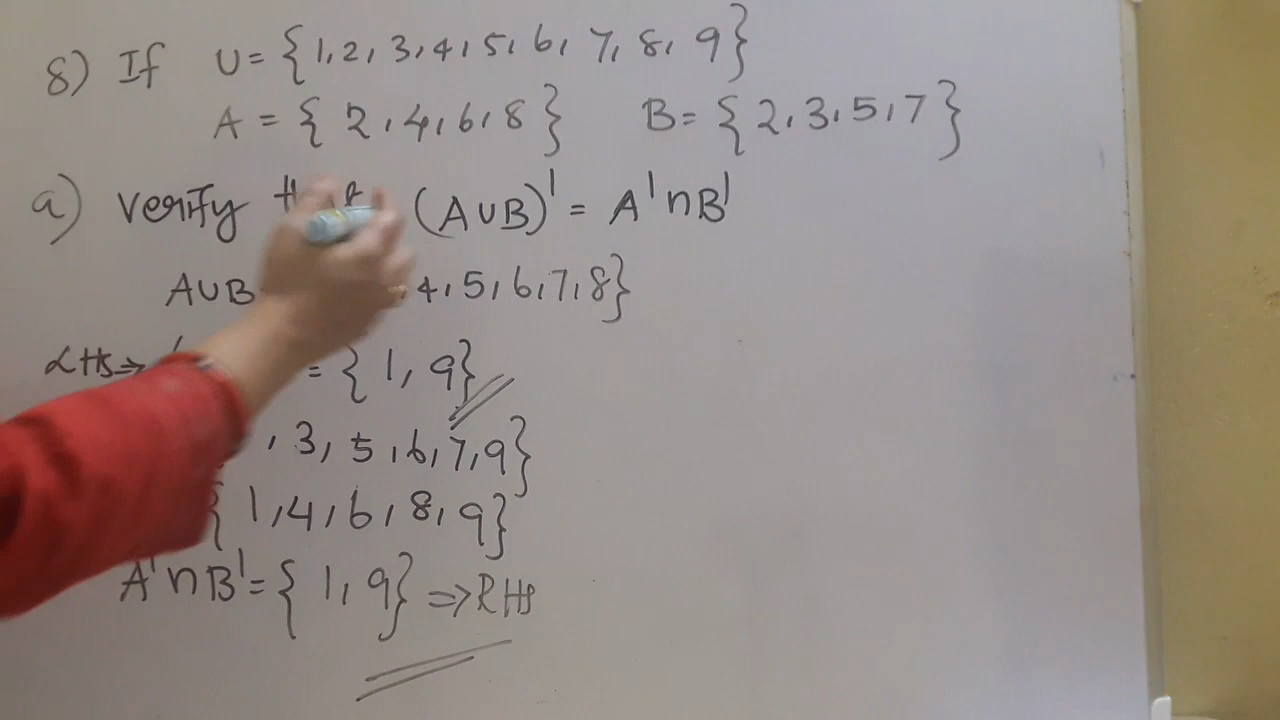 8) If U = {1, 2, 3, 4, 5, 6, 7, 8, 9}
A = {2, 4, 6, 8} B = {2, 3, 5, 7}
a) Verify (A∪B)' = A'∩B'
A∪B , 4, 5, 6, 7, 8}
LHS ⇒ = {1, 9}
, 3, 5, 6, 7, 9}
{1, 4, 6, 8, 9}
A'∩B' = {1, 9} ⇒ RHS